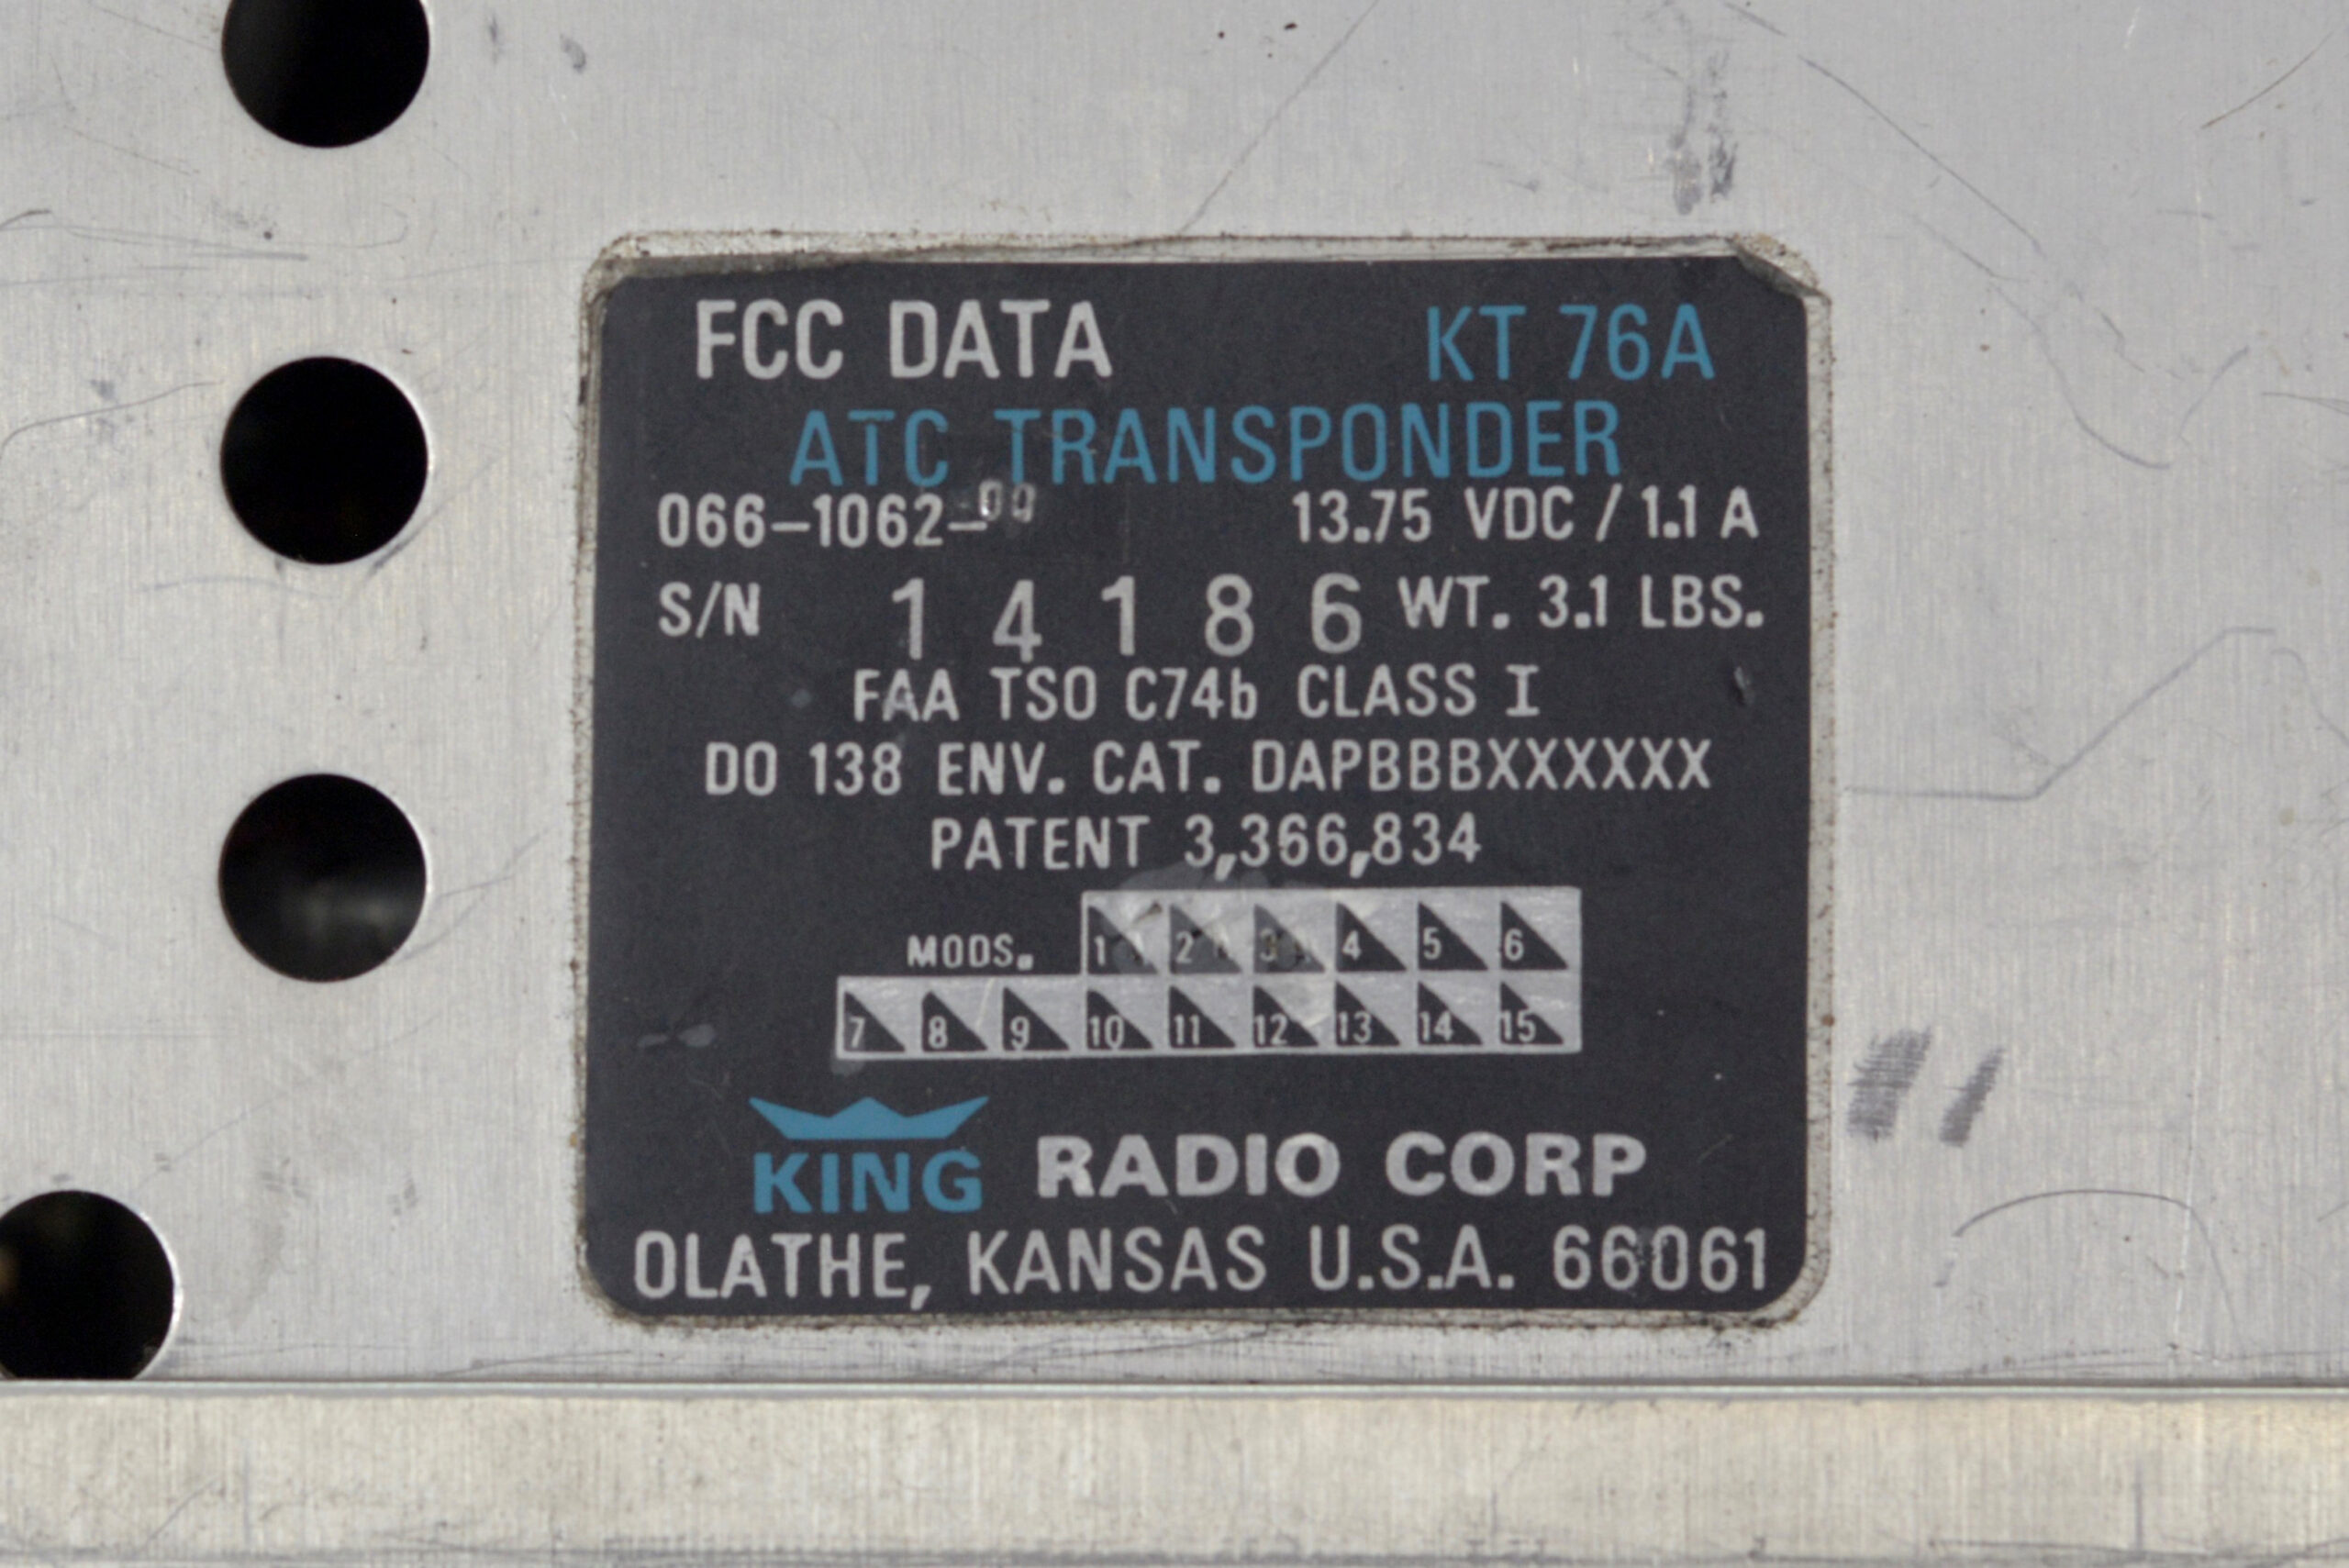 FCC DATA KT 76A
ATC TRANSPONDER
066-1062-00 13.75 VDC / 1.1 A
S/N 14186 WT. 3.1 LBS.
FAA TSO C74b CLASS I
DO 138 ENV. CAT. DAPBBBXXXXXX
PATENT 3,366,834
MODS. 1 2 3 4 5 6
7 8 9 10 11 12 13 14 15
KING RADIO CORP
OLATHE, KANSAS U.S.A. 66061